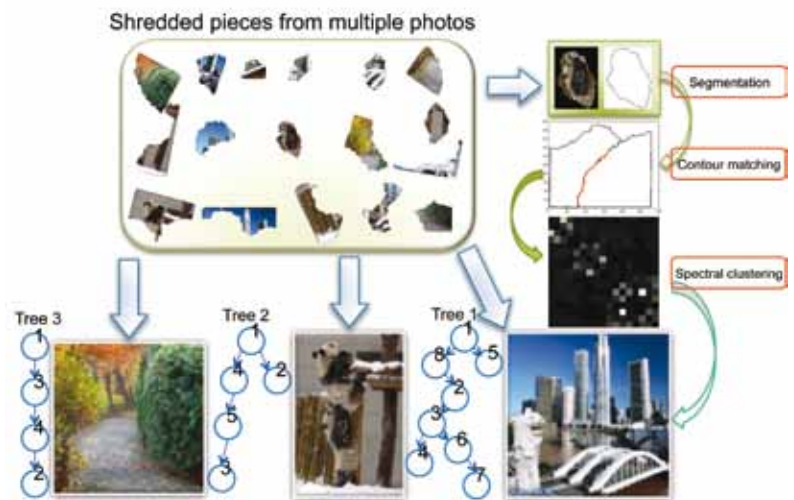 Shredded pieces from multiple photos
Segmentation
Contour matching
Spectral clustering
Tree 3
1
3
4
2
Tree 2
1
4
2
5
3
Tree 1
1
8
5
2
3
6
4
7